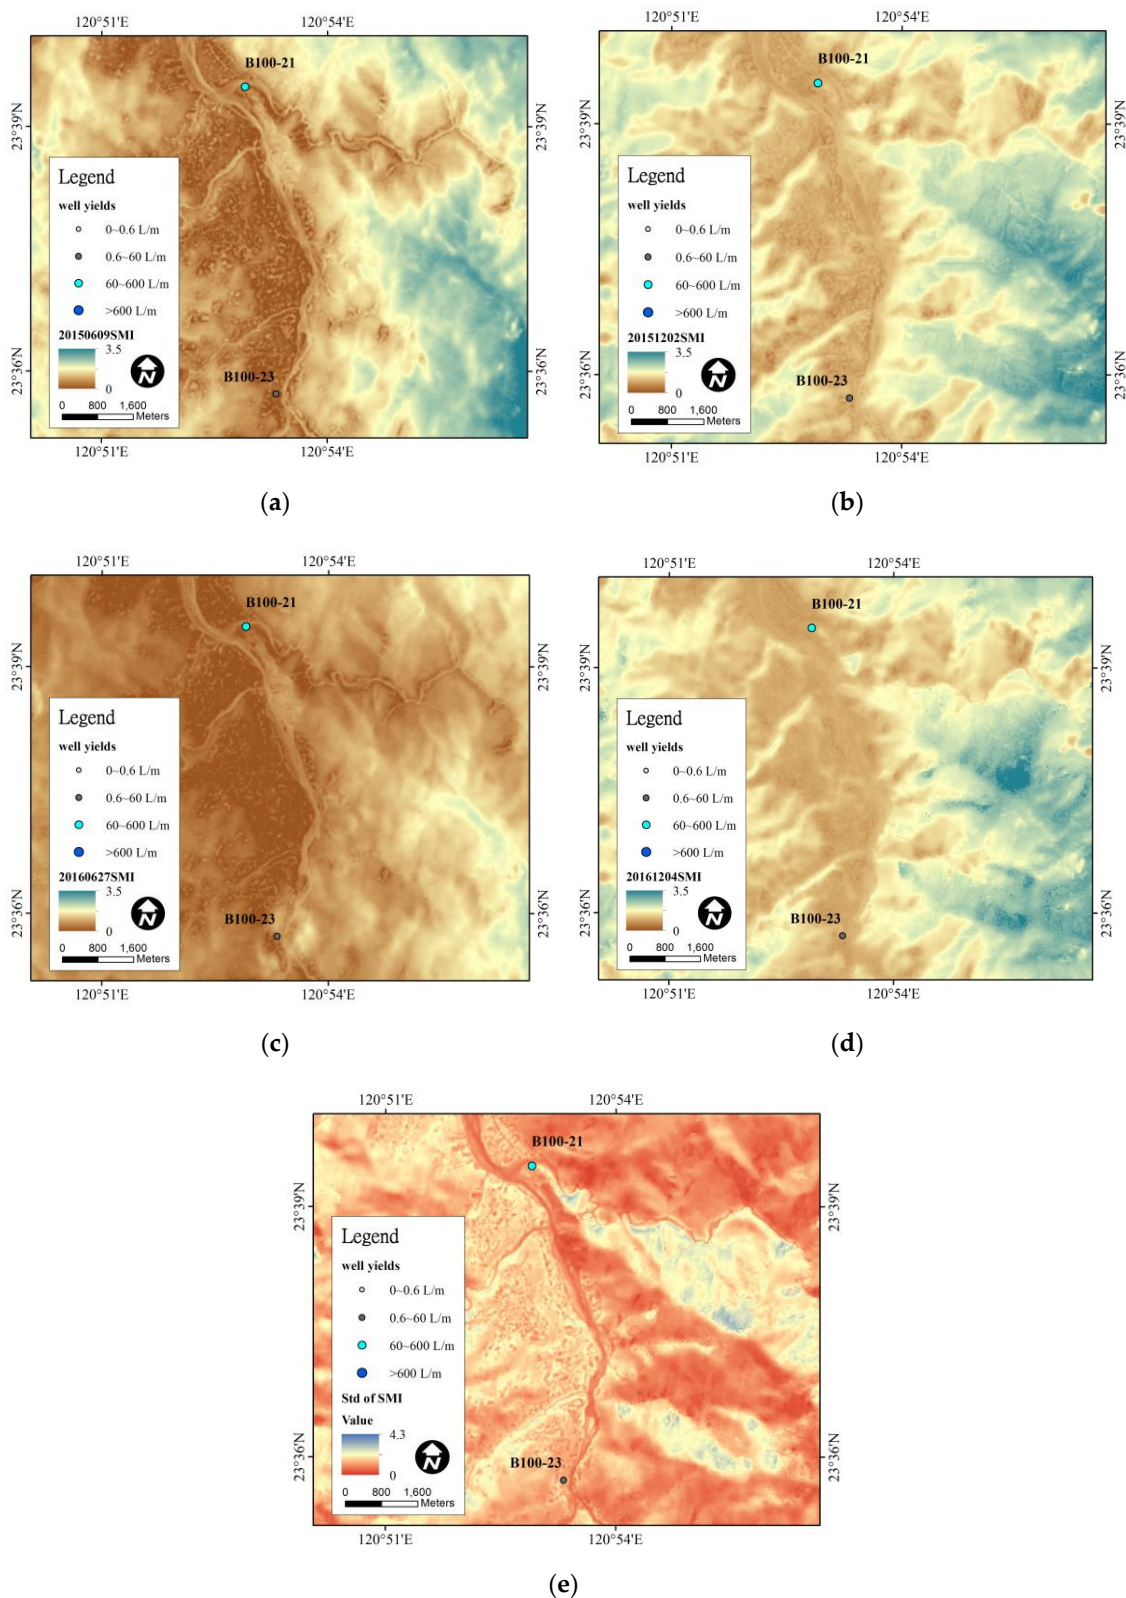 120°51'E
120°54'E
B100-21
23°39'N
23°39'N
Legend
well yields
0~0.6 L/m
0.6~60 L/m
60~600 L/m
>600 L/m
20150609SMI
3.5
0
N
0 800 1,600
Meters
B100-23
23°36'N
23°36'N
120°51'E
120°54'E
(a)
120°51'E
120°54'E
B100-21
23°39'N
23°39'N
Legend
well yields
0~0.6 L/m
0.6~60 L/m
60~600 L/m
>600 L/m
20151202SMI
3.5
0
N
0 800 1,600
Meters
B100-23
23°36'N
23°36'N
120°51'E
120°54'E
(b)
120°51'E
120°54'E
B100-21
23°39'N
23°39'N
Legend
well yields
0~0.6 L/m
0.6~60 L/m
60~600 L/m
>600 L/m
20160627SMI
3.5
0
N
0 800 1,600
Meters
B100-23
23°36'N
23°36'N
120°51'E
120°54'E
(c)
120°51'E
120°54'E
B100-21
23°39'N
23°39'N
Legend
well yields
0~0.6 L/m
0.6~60 L/m
60~600 L/m
>600 L/m
20161204SMI
3.5
0
N
0 800 1,600
Meters
B100-23
23°36'N
23°36'N
120°51'E
120°54'E
(d)
120°51'E
120°54'E
B100-21
23°39'N
23°39'N
Legend
well yields
0~0.6 L/m
0.6~60 L/m
60~600 L/m
>600 L/m
Std of SMI
Value
4.3
0
N
0 800 1,600
Meters
B100-23
23°36'N
23°36'N
120°51'E
120°54'E
(e)